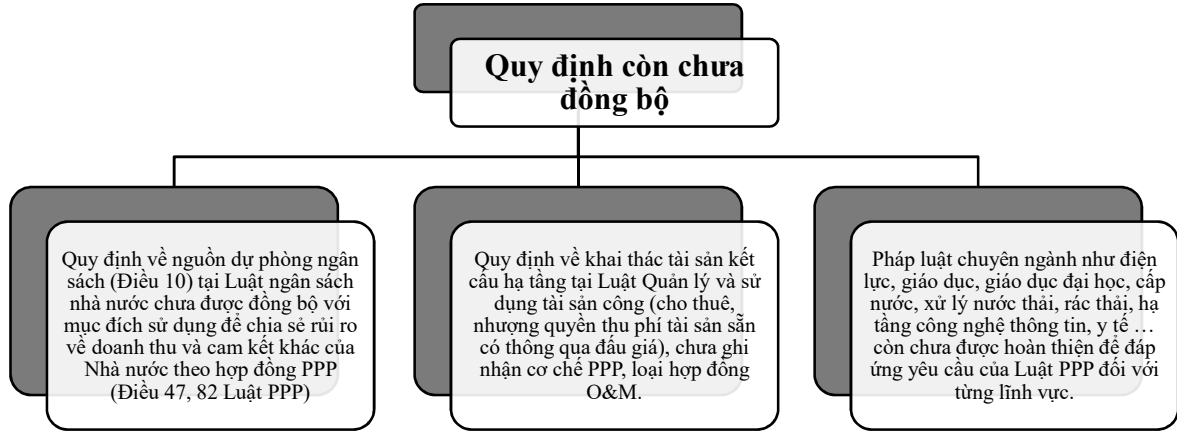 Quy định còn chưa
đồng bộ
Quy định về nguồn dự phòng ngân
sách (Điều 10) tại Luật ngân sách
nhà nước chưa được đồng bộ với
mục đích sử dụng để chia sẻ rủi ro
về doanh thu và cam kết khác của
Nhà nước theo hợp đồng PPP
(Điều 47, 82 Luật PPP)
Quy định về khai thác tài sản kết
cấu hạ tầng tại Luật Quản lý và sử
dụng tài sản công (cho thuê,
nhượng quyền thu phí tài sản sẵn
có thông qua đấu giá), chưa ghi
nhận cơ chế PPP, loại hợp đồng
O&M.
Pháp luật chuyên ngành như điện
lực, giáo dục, giáo dục đại học, cấp
nước, xử lý nước thải, rác thải, hạ
tầng công nghệ thông tin, y tế …
còn chưa được hoàn thiện để đáp
ứng yêu cầu của Luật PPP đối với
từng lĩnh vực.